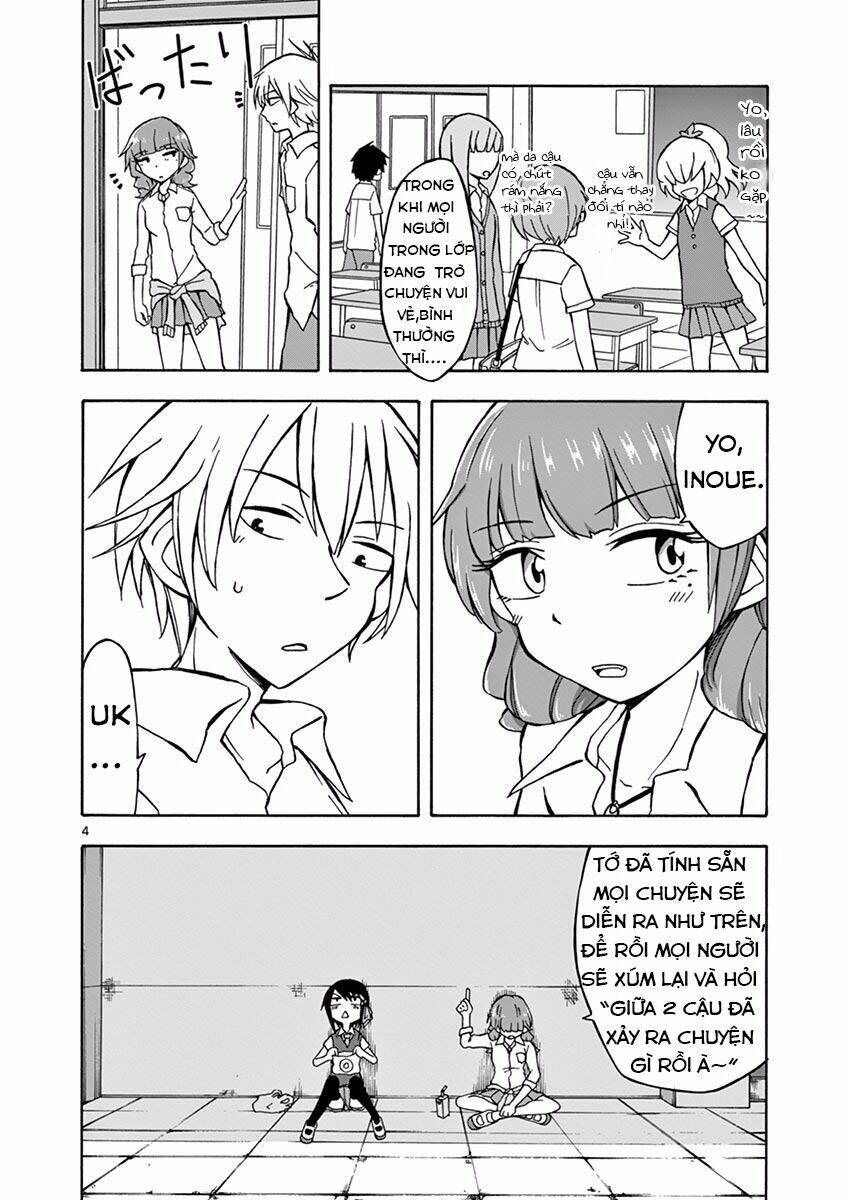 Yo,
lâu
rồi
ko
gặp
~~
cậu vẫn
chẳng thay
đổi tí nào
nhỉ!
mà da cậu
có chút
rám nắng
thì phải?
TRONG
KHI MỌI
NGƯỜI
TRONG LỚP
ĐANG TRÒ
CHUYỆN VUI
VẺ,BÌNH
THƯỜNG
THÌ....
ばったり
YO,
INOUE.
UK
...
4
TỚ ĐÃ TÍNH SẴN
MỌI CHUYỆN SẼ
DIỄN RA NHƯ TRÊN,
ĐỂ RỒI MỌI NGƯỜI
SẼ XÚM LẠI VÀ HỎI
"GIỮA 2 CẬU ĐÃ
XẢY RA CHUYỆN
GÌ RỒI À~"